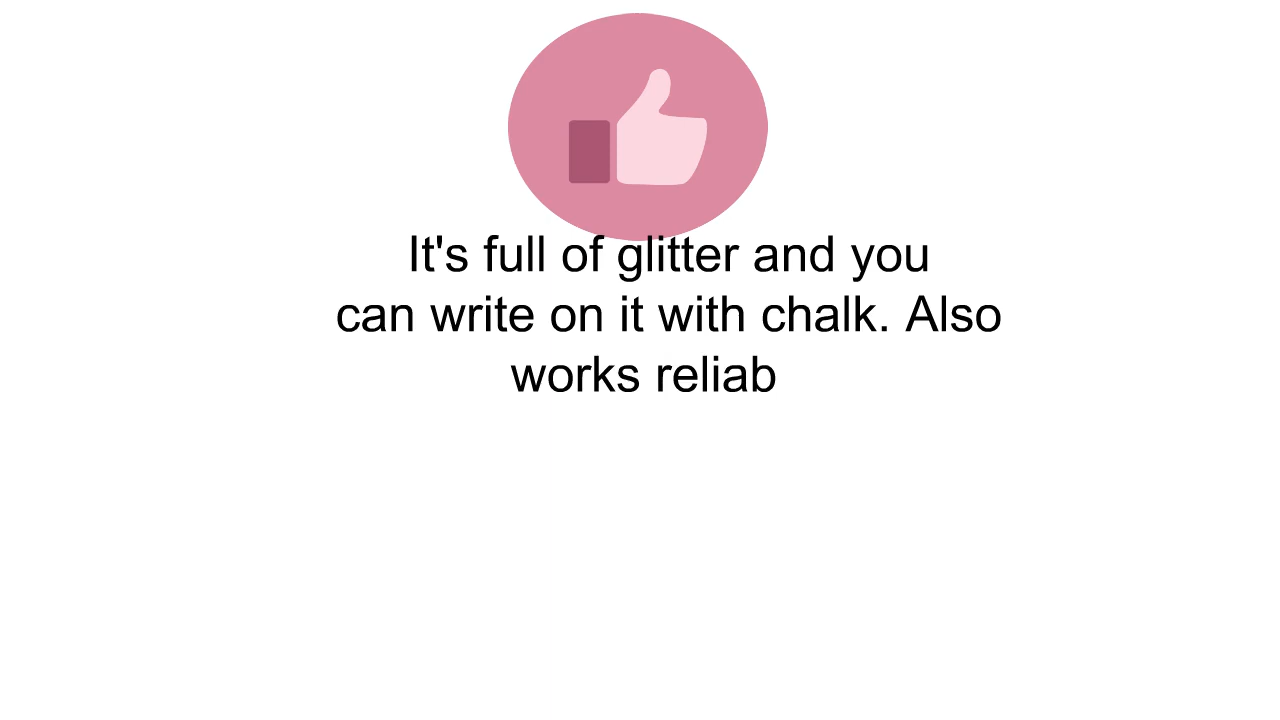 It's full of glitter and you
can write on it with chalk. Also
works reliab